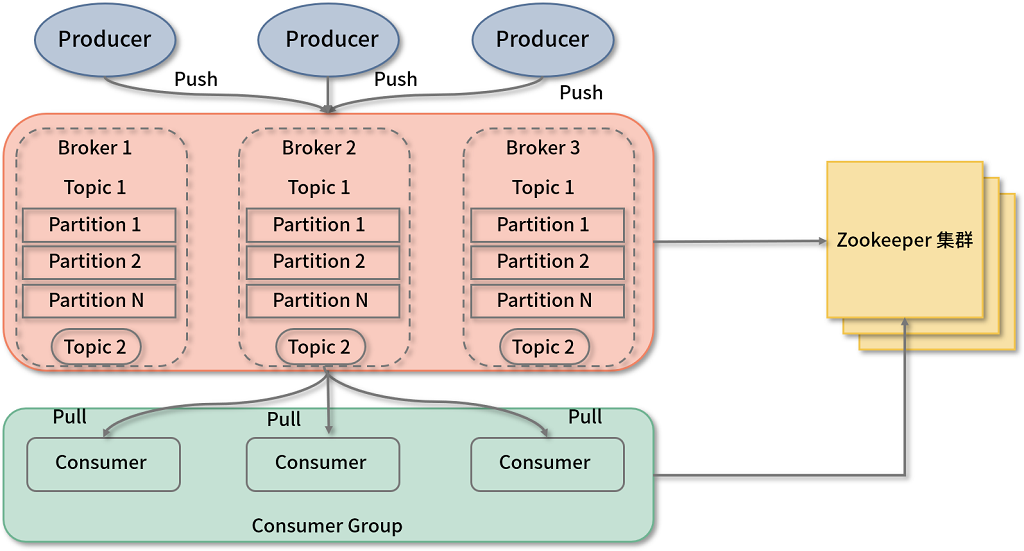 Producer
Producer
Producer
Push
Push
Push
Broker 1
Topic 1
Partition 1
Partition 2
Partition N
Topic 2
Broker 2
Topic 1
Partition 1
Partition 2
Partition N
Topic 2
Broker 3
Topic 1
Partition 1
Partition 2
Partition N
Topic 2
Zookeeper 集群
Pull
Pull
Pull
Consumer
Consumer
Consumer
Consumer Group